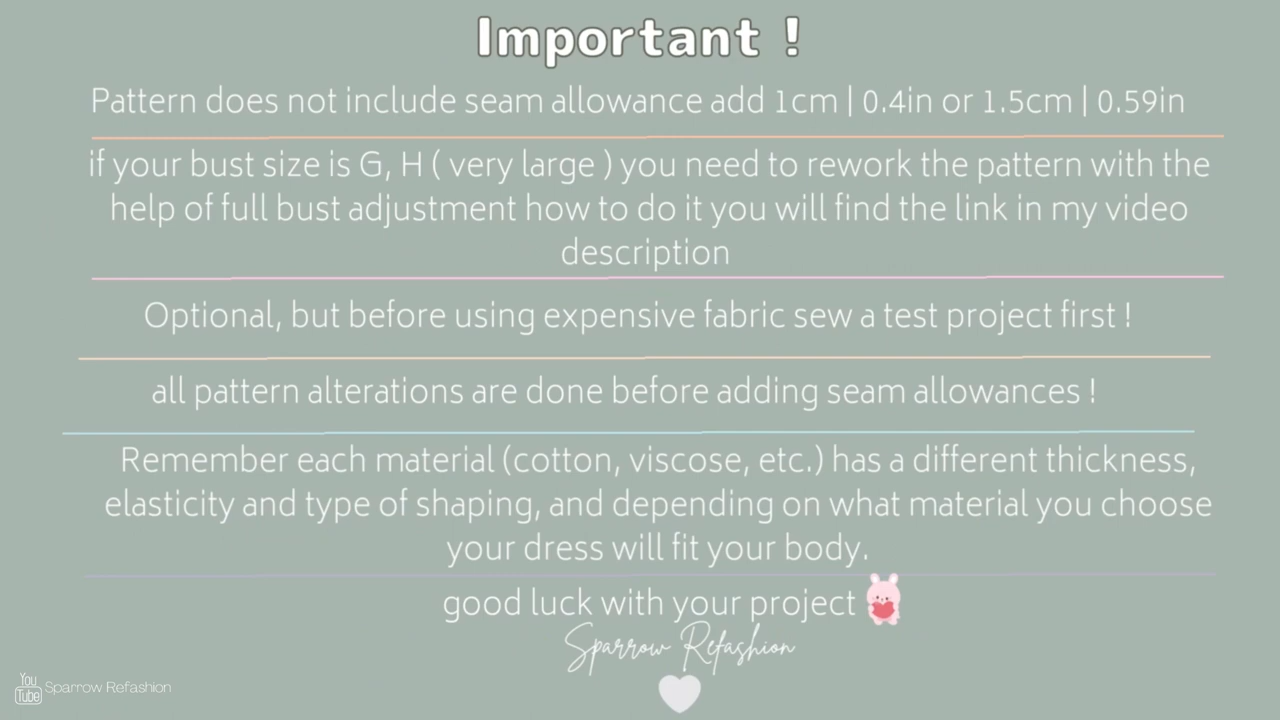 Important !
Pattern does not include seam allowance add 1cm | 0.4in or 1.5cm | 0.59in
if your bust size is G, H ( very large ) you need to rework the pattern with the
help of full bust adjustment how to do it you will find the link in my video
description
Optional, but before using expensive fabric sew a test project first !
all pattern alterations are done before adding seam allowances !
Remember each material (cotton, viscose, etc.) has a different thickness,
elasticity and type of shaping, and depending on what material you choose
your dress will fit your body.
good luck with your project
Sparrow Refashion
You
Tube
Sparrow Refashion